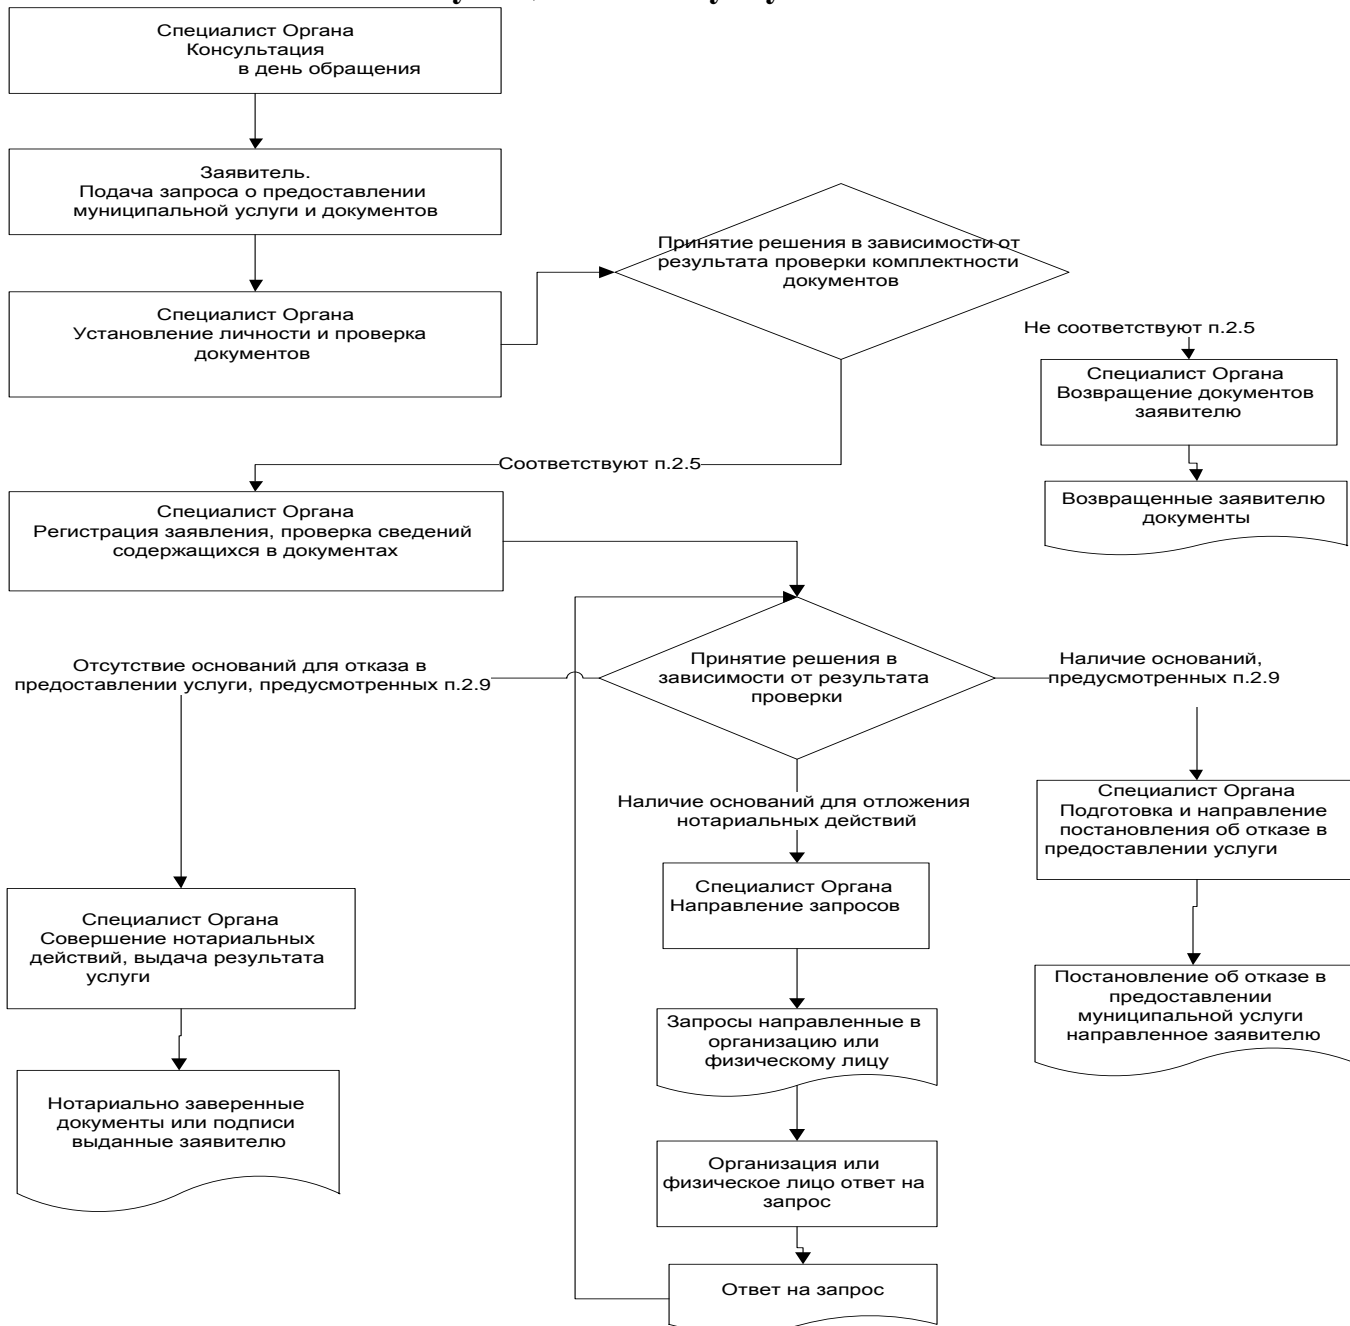 Специалист Органа
Консультация
в день обращения
Заявитель.
Подача запроса о предоставлении
муниципальной услуги и документов
Принятие решения в зависимости от
результата проверки комплектности
документов
Специалист Органа
Установление личности и проверка
документов
Не соответствуют п.2.5
Специалист Органа
Возвращение документов
заявителю
Соответствуют п.2.5
Возвращенные заявителю
документы
Специалист Органа
Регистрация заявления, проверка сведений
содержащихся в документах
Отсутствие оснований для отказа в
предоставлении услуги, предусмотренных п.2.9
Принятие решения в
зависимости от результата
проверки
Наличие оснований,
предусмотренных п.2.9
Наличие оснований для отложения
нотариальных действий
Специалист Органа
Подготовка и направление
постановления об отказе в
предоставлении услуги
Специалист Органа
Направление запросов
Специалист Органа
Совершение нотариальных
действий, выдача результата
услуги
Постановление об отказе в
предоставлении
муниципальной услуги
направленное заявителю
Запросы направленные в
организацию или
физическому лицу
Нотариально заверенные
документы или подписи
выданные заявителю
Организация или
физическое лицо ответ на
запрос
Ответ на запрос